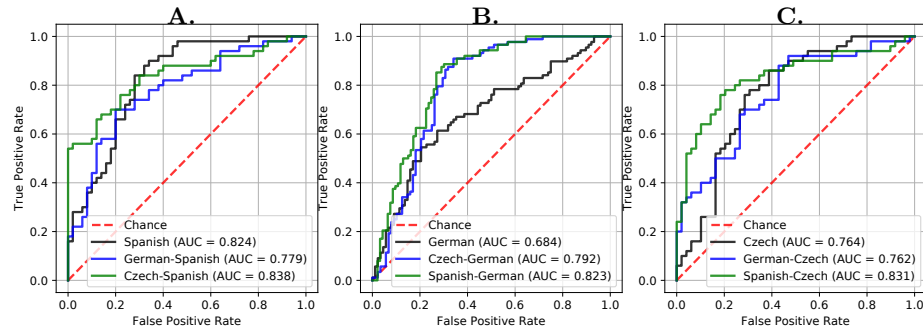 A.
True Positive Rate
1.0
0.8
0.6
0.4
0.2
0.0
Chance
Spanish (AUC = 0.824)
German-Spanish (AUC = 0.779)
Czech-Spanish (AUC = 0.838)
0.0 0.2 0.4 0.6 0.8 1.0
False Positive Rate
B.
True Positive Rate
1.0
0.8
0.6
0.4
0.2
0.0
Chance
German (AUC = 0.684)
Czech-German (AUC = 0.792)
Spanish-German (AUC = 0.823)
0.0 0.2 0.4 0.6 0.8 1.0
False Positive Rate
C.
True Positive Rate
1.0
0.8
0.6
0.4
0.2
0.0
Chance
Czech (AUC = 0.764)
German-Czech (AUC = 0.762)
Spanish-Czech (AUC = 0.831)
0.0 0.2 0.4 0.6 0.8 1.0
False Positive Rate